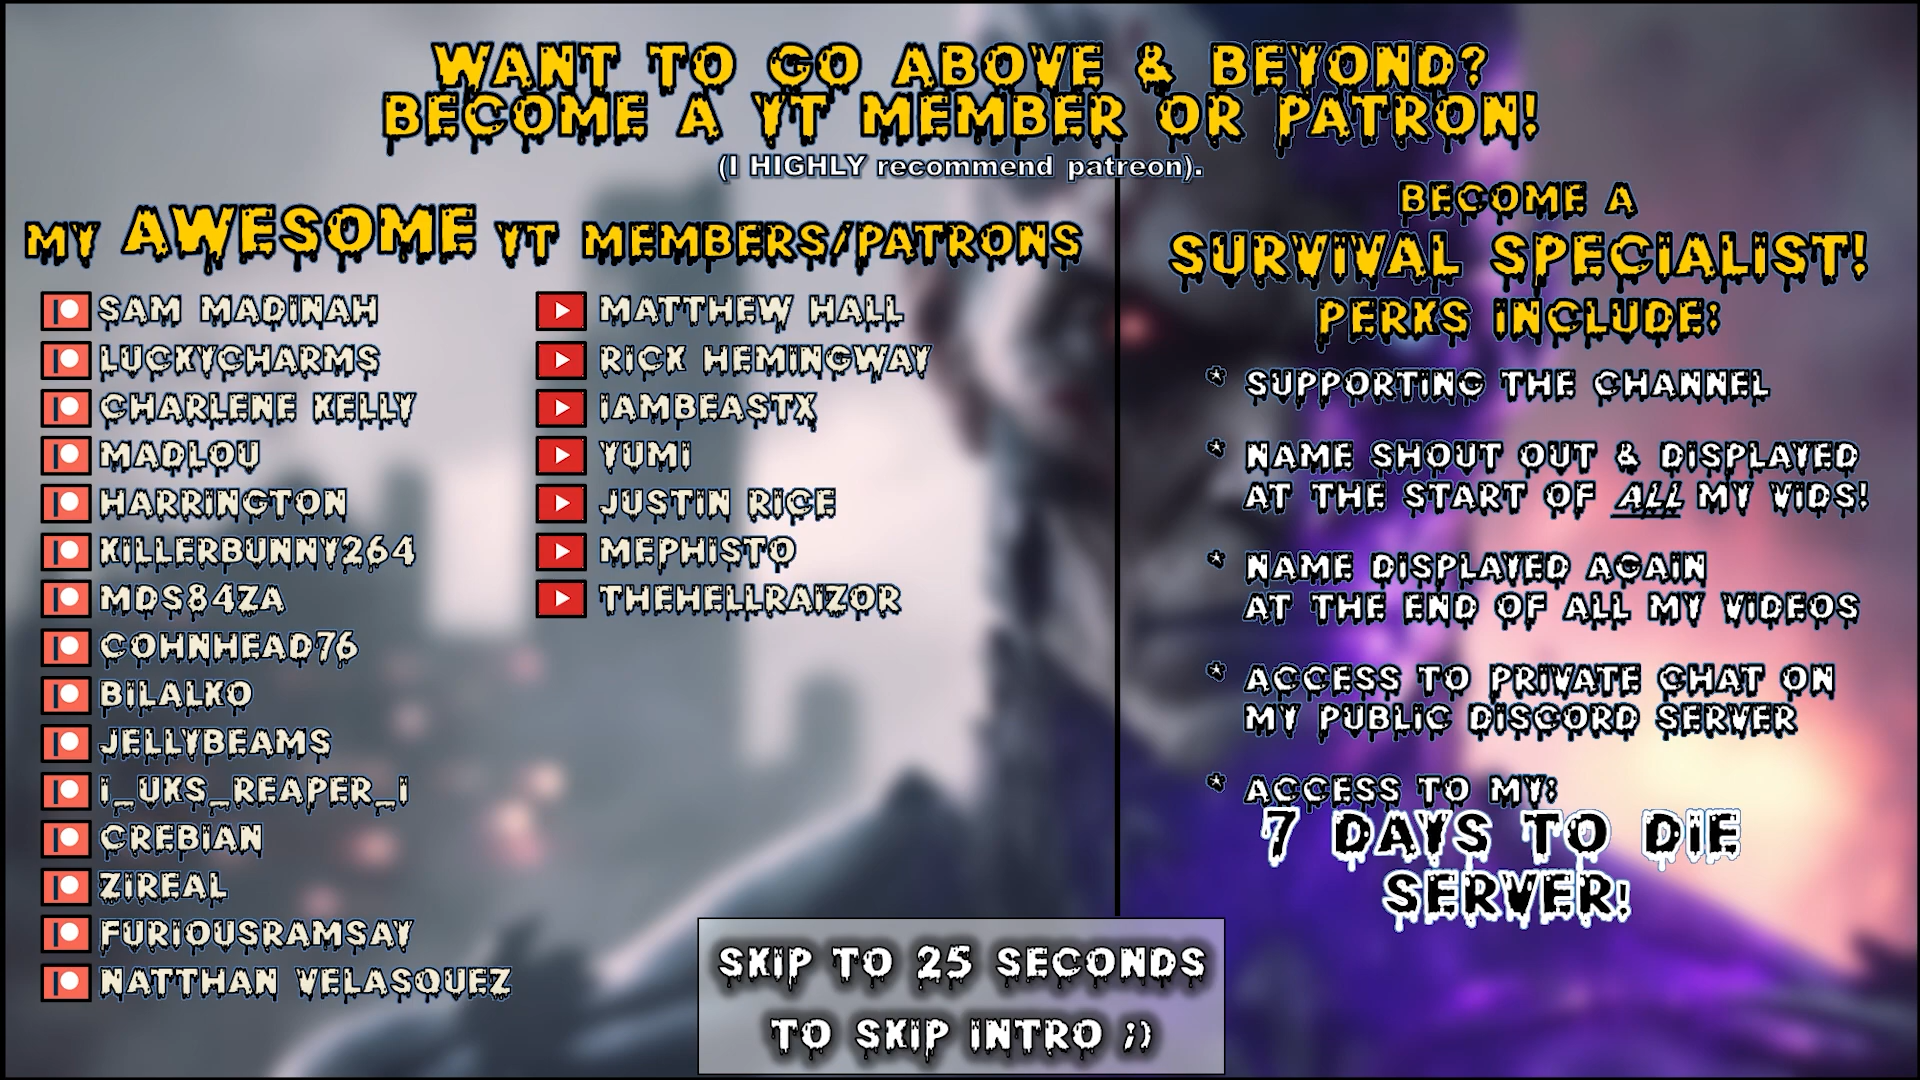 WANT TO GO ABOVE & BEYOND?
BECOME A YT MEMBER OR PATRON!
(I HIGHLY recommend patreon).
MY AWESOME YT MEMBERS/PATRONS
SAM MADINAH
LUCKYCHARMS
CHARLENE KELLY
MADLOU
HARRINGTON
KILLERBUNNY264
MDS84ZA
COHNHEAD76
BILALKO
JELLYBEAMS
I_UKS_REAPER_I
CREBIAN
ZIREAL
FURIOUSRAMSAY
NATTHAN VELASQUEZ
MATTHEW HALL
RICK HEMINGWAY
IAMBEASTX
YUMI
JUSTIN RICE
MEPHISTO
THEHELLRAIZOR
BECOME A
SURVIVAL SPECIALIST!
PERKS INCLUDE:
* SUPPORTING THE CHANNEL
* NAME SHOUT OUT & DISPLAYED
AT THE START OF ALL MY VIDS!
* NAME DISPLAYED AGAIN
AT THE END OF ALL MY VIDEOS
* ACCESS TO PRIVATE CHAT ON
MY PUBLIC DISCORD SERVER
* ACCESS TO MY:
7 DAYS TO DIE
SERVER!
SKIP TO 25 SECONDS
TO SKIP INTRO ;)